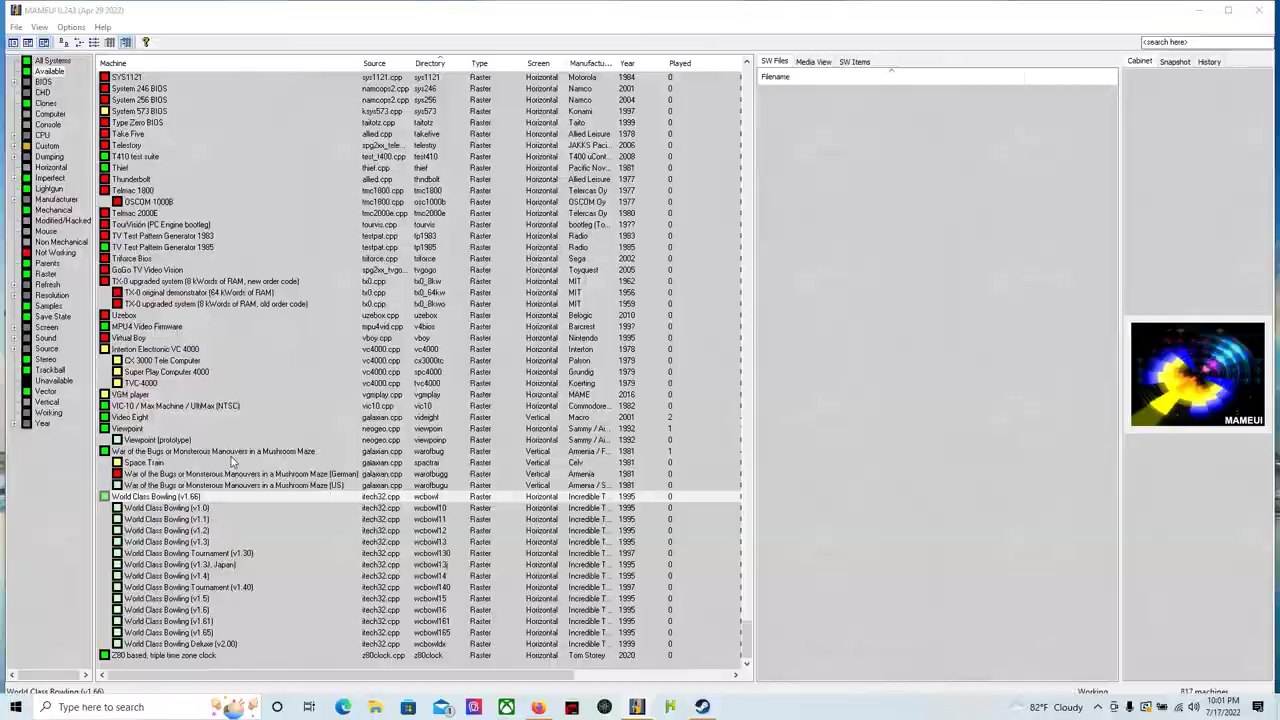 MAMEUI 0.243 (Apr 29 2022)
File View Options Help
<search here>
All Systems
Available
BIOS
CHD
Clones
Computer
Console
CPU
Custom
Dumping
Horizontal
Imperfect
Lightgun
Manufacturer
Mechanical
Modified/Hacked
Mouse
Non Mechanical
Not Working
Parents
Raster
Refresh
Resolution
Samples
Save State
Screen
Sound
Source
Stereo
Trackball
Unavailable
Vector
Vertical
Working
Year
Machine Source Directory Type Screen Manufactu... Year Played
SYS1121 sys1121.cpp sys1121 Raster Horizontal Motorola 1984 0
System 246 BIOS namcops2.cpp sys246 Raster Horizontal Namco 2001 0
System 256 BIOS namcops2.cpp sys256 Raster Horizontal Namco 2004 0
System 573 BIOS ksys573.cpp sys573 Raster Horizontal Konami 1997 0
Type Zero BIOS taitotz.cpp taitotz Raster Horizontal Taito 1999 0
Take Five allied.cpp takefive Raster Horizontal Allied Leisure 1978 0
Telestory spg2xx_tele... telestry Raster Horizontal JAKKS Paci... 2006 0
T410 test suite test_t400.cpp test410 Raster Horizontal T400 uCont... 0
Thief thief.cpp thief Raster Horizontal Pacific Nov... 1981 0
Thunderbolt allied.cpp thndbolt Raster Horizontal Allied Leisure 1977 0
Telmac 1800 tmc1800.cpp tmc1800 Raster Horizontal Telercas Oy 1977 0
OSCOM 1000B tmc1800.cpp osc1000b Raster Horizontal OSCOM Oy 1977 0
Telmac 2000E tmc2000e.cpp tmc2000e Raster Horizontal Telercas Oy 1980 0
TourVisión (PC Engine bootleg) tourvis.cpp tourvis Raster Horizontal bootleg (To... 19?? 0
TV Test Pattern Generator 1983 testpat.cpp tp1983 Raster Horizontal Radio 1983 0
TV Test Pattern Generator 1985 testpat.cpp tp1985 Raster Horizontal Radio 1985 0
Triforce Bios triforce.cpp triforce Raster Horizontal Sega 2002 0
GoGo TV Video Vision spg2xx_tvgo... tvgogo Raster Horizontal Toyquest 2005 0
TX-0 upgraded system (8 kWords of RAM, new order code) tx0.cpp tx0_8kw Raster Horizontal MIT 1962 0
TX-0 original demonstrator (64 kWords of RAM) tx0.cpp tx0_64kw Raster Horizontal MIT 1956 0
TX-0 upgraded system (8 kWords of RAM, old order code) tx0.cpp tx0_8kwo Raster Horizontal MIT 1959 0
Uzebox uzebox.cpp uzebox Raster Horizontal Belogic 2010 0
MPU4 Video Firmware mpu4vid.cpp v4bios Raster Horizontal Barcrest 199? 0
Virtual Boy vboy.cpp vboy Raster Horizontal Nintendo 1995 0
Interton Electronic VC 4000 vc4000.cpp vc4000 Raster Horizontal Interton 1978 0
CX 3000 Tele Computer vc4000.cpp cx3000tc Raster Horizontal Palson 1979 0
Super Play Computer 4000 vc4000.cpp spc4000 Raster Horizontal Grundig 1979 0
TVC-4000 vc4000.cpp tvc4000 Raster Horizontal Koerting 1979 0
VGM player vgmplay.cpp vgmplay Raster Horizontal MAME 2016 0
VIC-10 / Max Machine / UltiMax (NTSC) vic10.cpp vic10 Raster Horizontal Commodore... 1982 0
Video Eight galaxian.cpp videight Raster Vertical Macro 2001 2
Viewpoint neogeo.cpp viewpoin Raster Horizontal Sammy / Ai... 1992 1
Viewpoint (prototype) neogeo.cpp viewpoinp Raster Horizontal Sammy / Ai... 1992 0
War of the Bugs or Monsterous Manouvers in a Mushroom Maze galaxian.cpp warofbug Raster Vertical Armenia / F... 1981 1
Space Train galaxian.cpp spactrai Raster Vertical Celv 1981 0
War of the Bugs or Monsterous Manouvers in a Mushroom Maze (German) galaxian.cpp warofbugg Raster Vertical Armenia 1981 0
War of the Bugs or Monsterous Manouvers in a Mushroom Maze (US) galaxian.cpp warofbugu Raster Vertical Armenia / S... 1981 0
World Class Bowling (v1.66) itech32.cpp wcbowl Raster Horizontal Incredible T... 1995 0
World Class Bowling (v1.0) itech32.cpp wcbowl10 Raster Horizontal Incredible T... 1995 0
World Class Bowling (v1.1) itech32.cpp wcbowl11 Raster Horizontal Incredible T... 1995 0
World Class Bowling (v1.2) itech32.cpp wcbowl12 Raster Horizontal Incredible T... 1995 0
World Class Bowling (v1.3) itech32.cpp wcbowl13 Raster Horizontal Incredible T... 1995 0
World Class Bowling Tournament (v1.30) itech32.cpp wcbowl130 Raster Horizontal Incredible T... 1997 0
World Class Bowling (v1.3J, Japan) itech32.cpp wcbowl13j Raster Horizontal Incredible T... 1995 0
World Class Bowling (v1.4) itech32.cpp wcbowl14 Raster Horizontal Incredible T... 1995 0
World Class Bowling Tournament (v1.40) itech32.cpp wcbowl140 Raster Horizontal Incredible T... 1997 0
World Class Bowling (v1.5) itech32.cpp wcbowl15 Raster Horizontal Incredible T... 1995 0
World Class Bowling (v1.6) itech32.cpp wcbowl16 Raster Horizontal Incredible T... 1995 0
World Class Bowling (v1.61) itech32.cpp wcbowl161 Raster Horizontal Incredible T... 1995 0
World Class Bowling (v1.65) itech32.cpp wcbowl165 Raster Horizontal Incredible T... 1995 0
World Class Bowling Deluxe (v2.00) itech32.cpp wcbowldx Raster Horizontal Incredible T... 1999 0
Z80 based, triple time zone clock z80clock.cpp z80clock Raster Horizontal Tom Storey 2020 0
SW Files Media View SW Items
Filename
Cabinet Snapshot History
MAMEUI
World Class Bowling (v1.66) Working 817 machines
Type here to search
82°F Cloudy
10:01 PM
7/17/2022